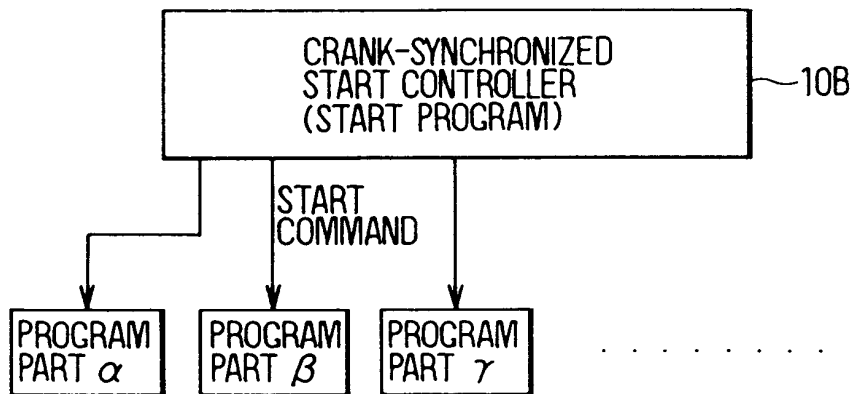 CRANK-SYNCHRONIZED
START CONTROLLER
(START PROGRAM)
10B
START
COMMAND
PROGRAM
PART α
PROGRAM
PART β
PROGRAM
PART γ
. . . . . . . .